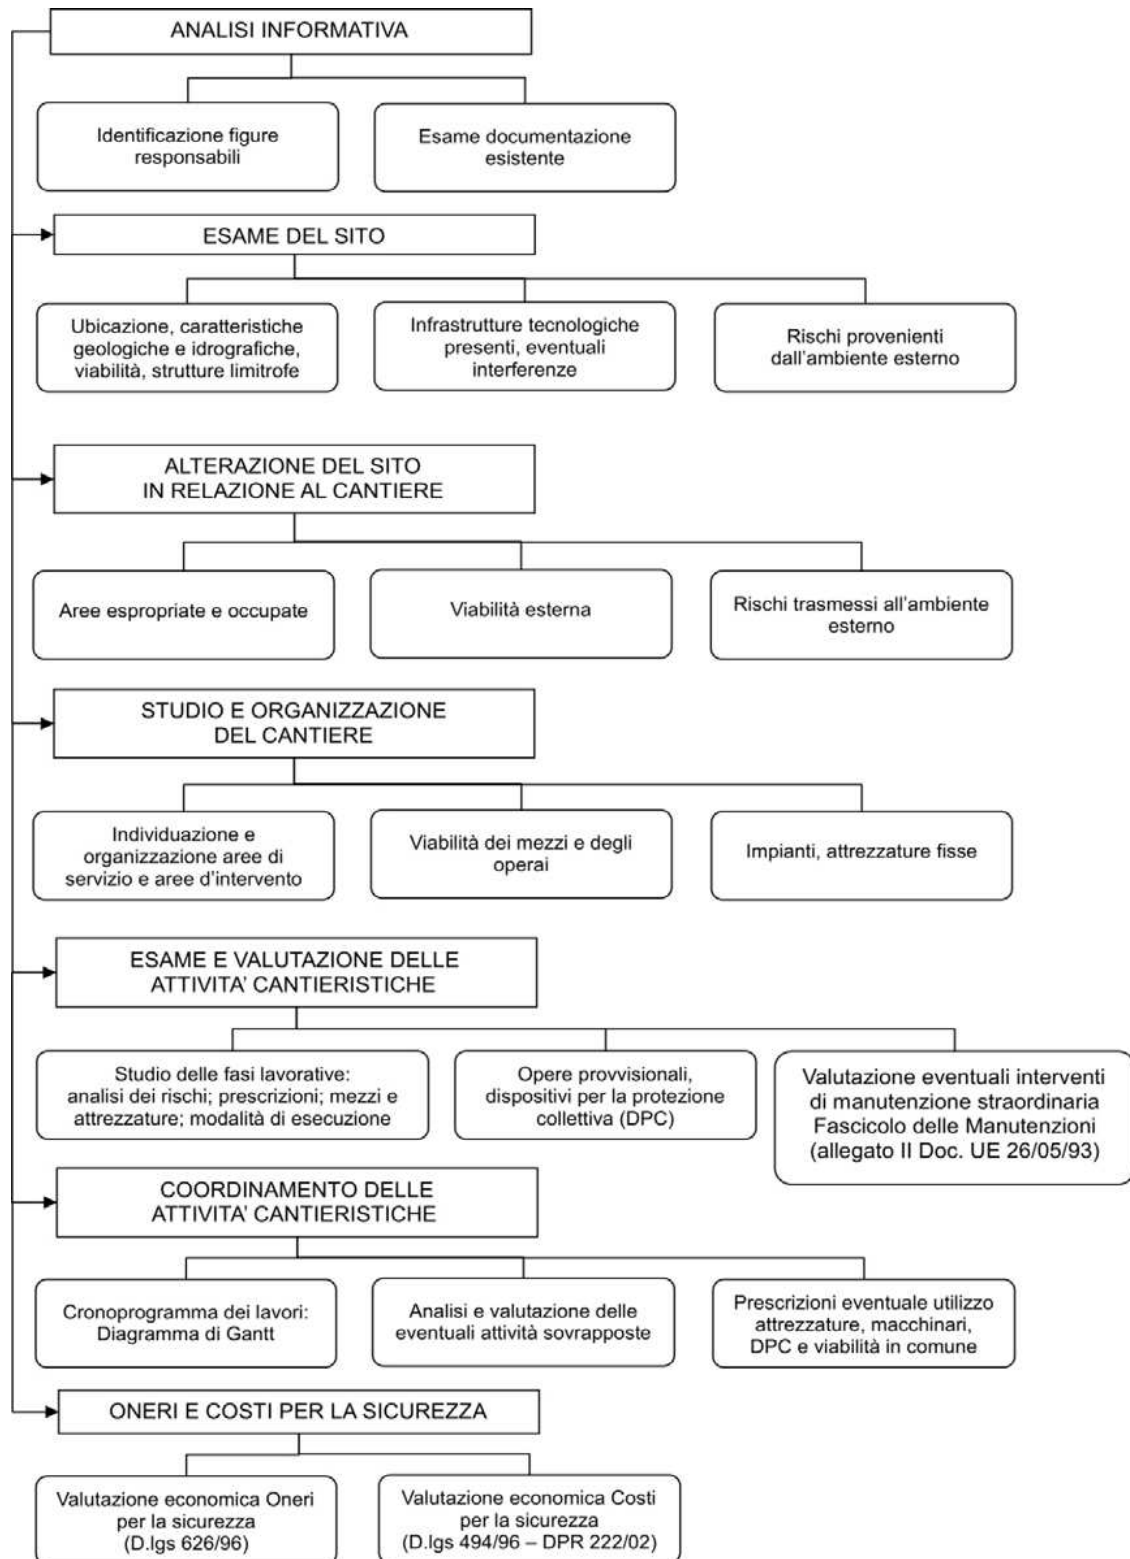 ANALISI INFORMATIVA
Identificazione figure
responsabili
Esame documentazione
esistente
ESAME DEL SITO
Ubicazione, caratteristiche
geologiche e idrografiche,
viabilità, strutture limitrofe
Infrastrutture tecnologiche
presenti, eventuali
interferenze
Rischi provenienti
dall'ambiente esterno
ALTERAZIONE DEL SITO
IN RELAZIONE AL CANTIERE
Aree espropriate e occupate
Viabilità esterna
Rischi trasmessi all'ambiente
esterno
STUDIO E ORGANIZZAZIONE
DEL CANTIERE
Individuazione e
organizzazione aree di
servizio e aree d'intervento
Viabilità dei mezzi e degli
operai
Impianti, attrezzature fisse
ESAME E VALUTAZIONE DELLE
ATTIVITA' CANTIERISTICHE
Studio delle fasi lavorative:
analisi dei rischi; prescrizioni; mezzi e
attrezzature; modalità di esecuzione
Opere provvisionali,
dispositivi per la protezione
collettiva (DPC)
Valutazione eventuali interventi
di manutenzione straordinaria
Fascicolo delle Manutenzioni
(allegato II Doc. UE 26/05/93)
COORDINAMENTO DELLE
ATTIVITA' CANTIERISTICHE
Cronoprogramma dei lavori:
Diagramma di Gantt
Analisi e valutazione delle
eventuali attività sovrapposte
Prescrizioni eventuale utilizzo
attrezzature, macchinari,
DPC e viabilità in comune
ONERI E COSTI PER LA SICUREZZA
Valutazione economica Oneri
per la sicurezza
(D.lgs 626/96)
Valutazione economica Costi
per la sicurezza
(D.lgs 494/96 – DPR 222/02)